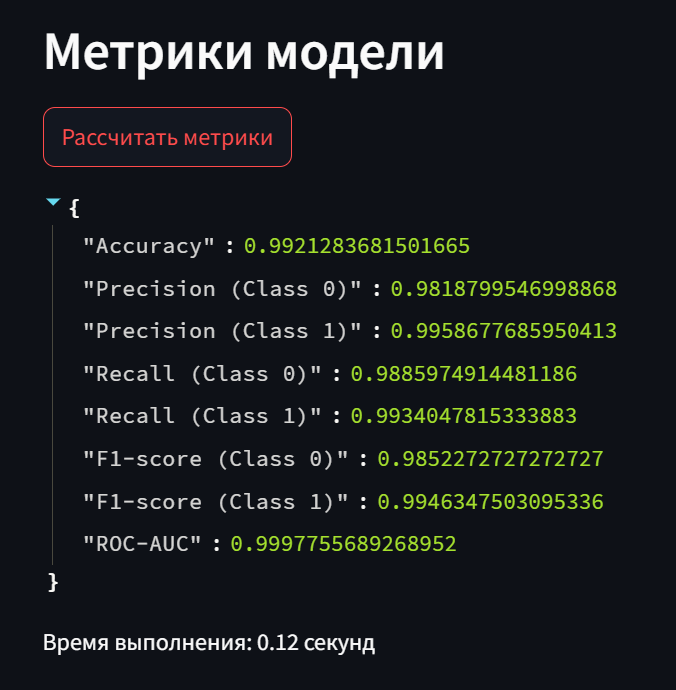 Метрики модели
Рассчитать метрики
{
"Accuracy" : 0.9921283681501665
"Precision (Class 0)" : 0.9818799546998868
"Precision (Class 1)" : 0.9958677685950413
"Recall (Class 0)" : 0.9885974914481186
"Recall (Class 1)" : 0.9934047815333883
"F1-score (Class 0)" : 0.9852272727272727
"F1-score (Class 1)" : 0.9946347503095336
"ROC-AUC" : 0.9997755689268952
}
Время выполнения: 0.12 секунд